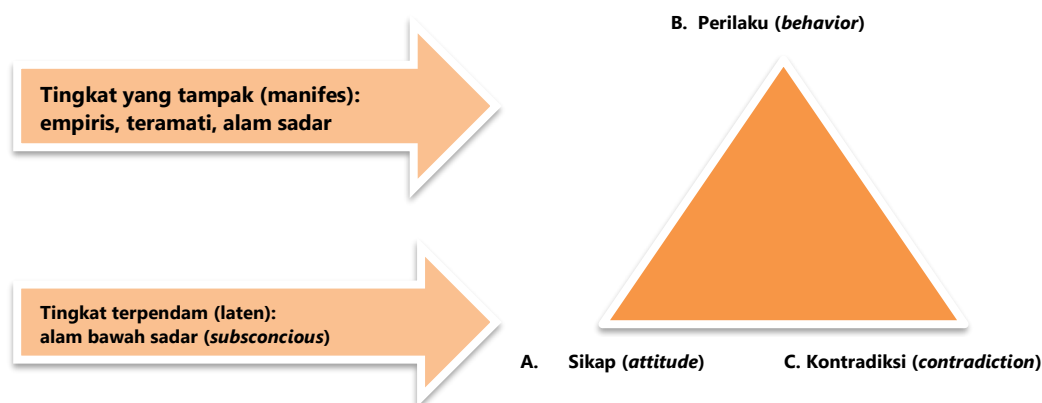 B. Perilaku (behavior)
Tingkat yang tampak (manifes):
empiris, teramati, alam sadar
Tingkat terpendam (laten):
alam bawah sadar (subsconcious)
A. Sikap (attitude) C. Kontradiksi (contradiction)